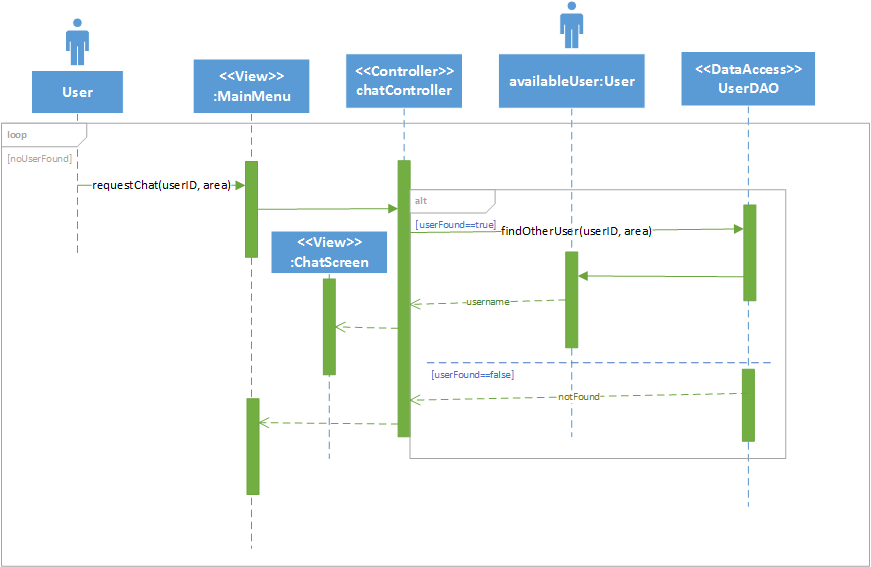 User
<<View>>
:MainMenu
<<Controller>>
chatController
availableUser:User
<<DataAccess>>
UserDAO
loop
[noUserFound]
requestChat(userID, area)
alt
[userFound==true]
findOtherUser(userID, area)
<<View>>
:ChatScreen
username
[userFound==false]
notFound